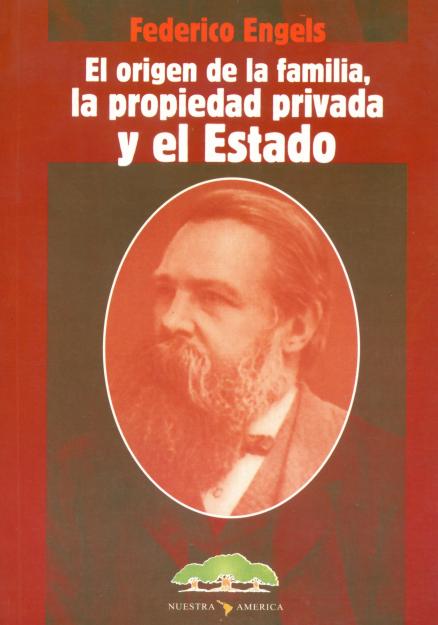 Federico Engels
El origen de la familia,
la propiedad privada
y el Estado
NUESTRA AMERICA